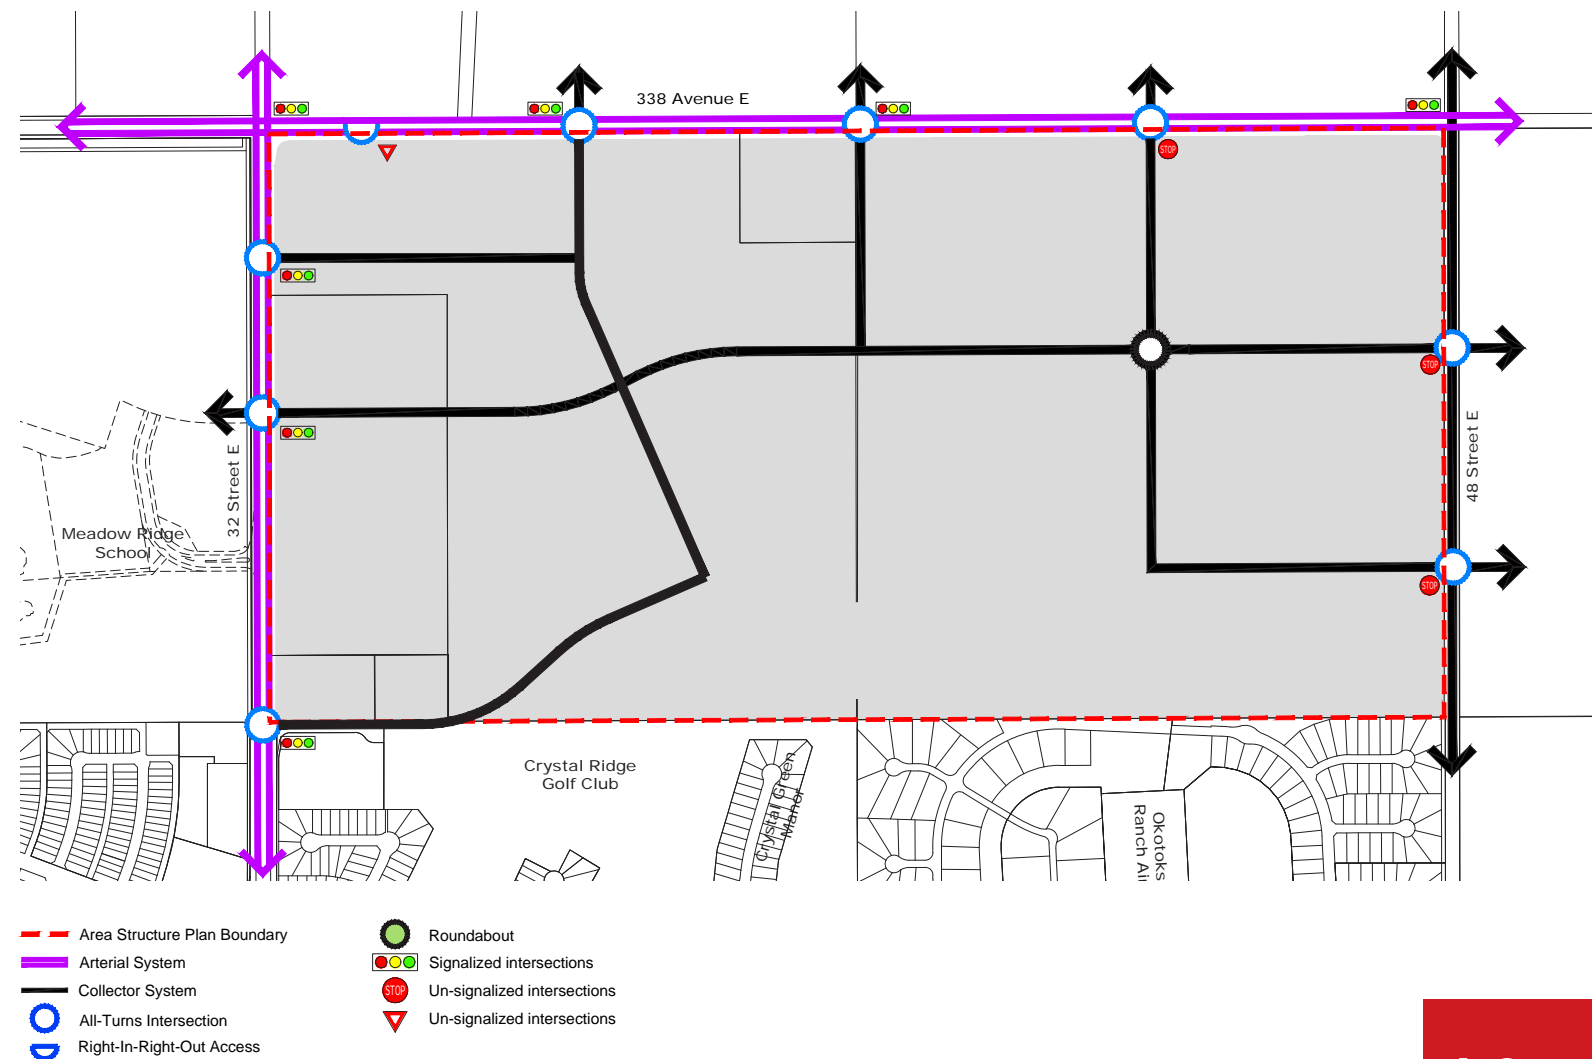 338 Avenue E
STOP
STOP
32 Street E
48 Street E
Meadow Ridge
School
STOP
Crystal Ridge
Golf Club
Crystal Green
Manor
Okotoks
Ranch Air
Area Structure Plan Boundary
Arterial System
Collector System
All-Turns Intersection
Right-In-Right-Out Access
Roundabout
Signalized intersections
STOP
Un-signalized intersections
Un-signalized intersections